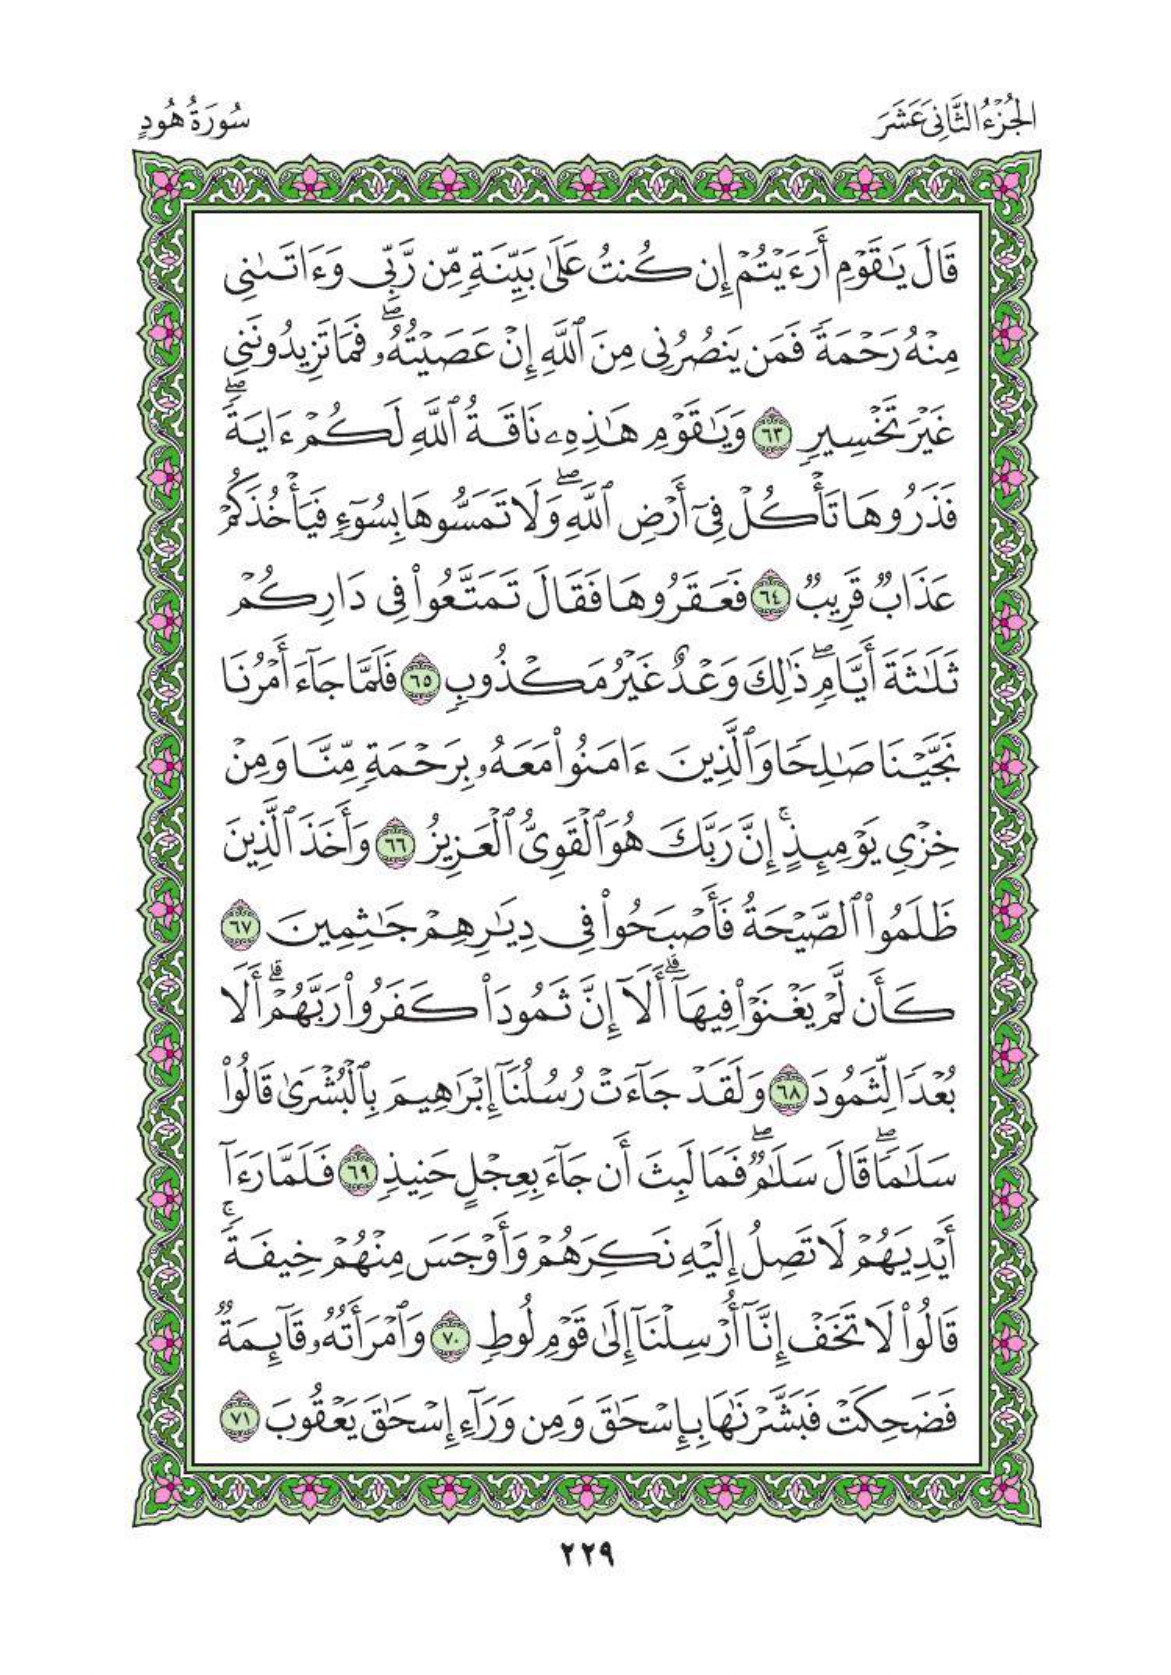 الجُزْءُ الثَّانِيَ عَشَرَ
سُورَةُ هُودٍ
قَالَ يَٰقَوْمِ أَرَءَيْتُمْ إِن كُنتُ عَلَىٰ بَيِّنَةٍ مِّن رَّبِّي وَءَاتَىٰنِي
مِنْهُ رَحْمَةً فَمَن يَنصُرُنِي مِنَ ٱللَّهِ إِنْ عَصَيْتُهُۥۖ فَمَا تَزِيدُونَنِي
غَيْرَ تَخْسِيرٍ ٦٣ وَيَٰقَوْمِ هَٰذِهِۦ نَاقَةُ ٱللَّهِ لَكُمْ ءَايَةًۖ
فَذَرُوهَا تَأْكُلْ فِيٓ أَرْضِ ٱللَّهِۖ وَلَا تَمَسُّوهَا بِسُوٓءٍ فَيَأْخُذَكُمْ
عَذَابٌ قَرِيبٌ ٦٤ فَعَقَرُوهَا فَقَالَ تَمَتَّعُوا۟ فِي دَارِكُمْ
ثَلَٰثَةَ أَيَّامٍۖ ذَٰلِكَ وَعْدٌ غَيْرُ مَكْذُوبٍ ٦٥ فَلَمَّا جَآءَ أَمْرُنَا
نَجَّيْنَا صَٰلِحًا وَٱلَّذِينَ ءَامَنُوا۟ مَعَهُۥ بِرَحْمَةٍ مِّنَّا وَمِنْ
خِزْيِ يَوْمِئِذٍۚ إِنَّ رَبَّكَ هُوَ ٱلْقَوِيُّ ٱلْعَزِيزُ ٦٦ وَأَخَذَ ٱلَّذِينَ
ظَلَمُوا۟ ٱلصَّيْحَةُ فَأَصْبَحُوا۟ فِي دِيَٰرِهِمْ جَٰثِمِينَ ٦٧
كَأَن لَّمْ يَغْنَوْا۟ فِيهَآۗ أَلَآ إِنَّ ثَمُودَا۟ كَفَرُوا۟ رَبَّهُمْۗ أَلَا
بُعْدًا لِّثَمُودَ ٦٨ وَلَقَدْ جَآءَتْ رُسُلُنَآ إِبْرَٰهِيمَ بِٱلْبُشْرَىٰ قَالُوا۟
سَلَٰمًاۖ قَالَ سَلَٰمٌۖ فَمَا لَبِثَ أَن جَآءَ بِعِجْلٍ حَنِيذٍ ٦٩ فَلَمَّا رَءَآ
أَيْدِيَهُمْ لَا تَصِلُ إِلَيْهِ نَكِرَهُمْ وَأَوْجَسَ مِنْهُمْ خِيفَةًۚ
قَالُوا۟ لَا تَخَفْ إِنَّآ أُرْسِلْنَآ إِلَىٰ قَوْمِ لُوطٍ ٧٠ وَٱمْرَأَتُهُۥ قَآئِمَةٌ
فَضَحِكَتْ فَبَشَّرْنَٰهَا بِإِسْحَٰقَ وَمِن وَرَآءِ إِسْحَٰقَ يَعْقُوبَ ٧١
٢٢٩